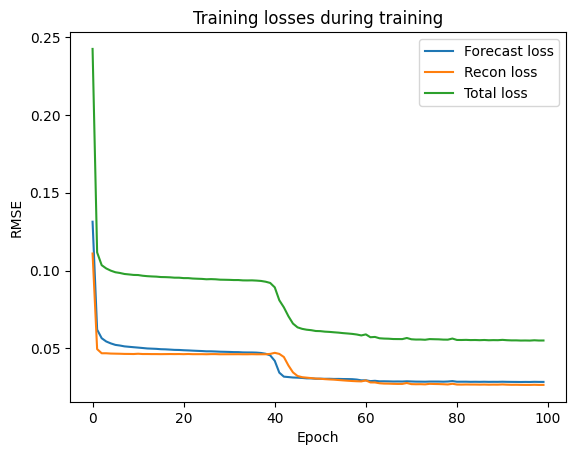 Training losses during training
0.25
0.20
0.15
0.10
0.05
RMSE
Forecast loss
Recon loss
Total loss
0 20 40 60 80 100
Epoch